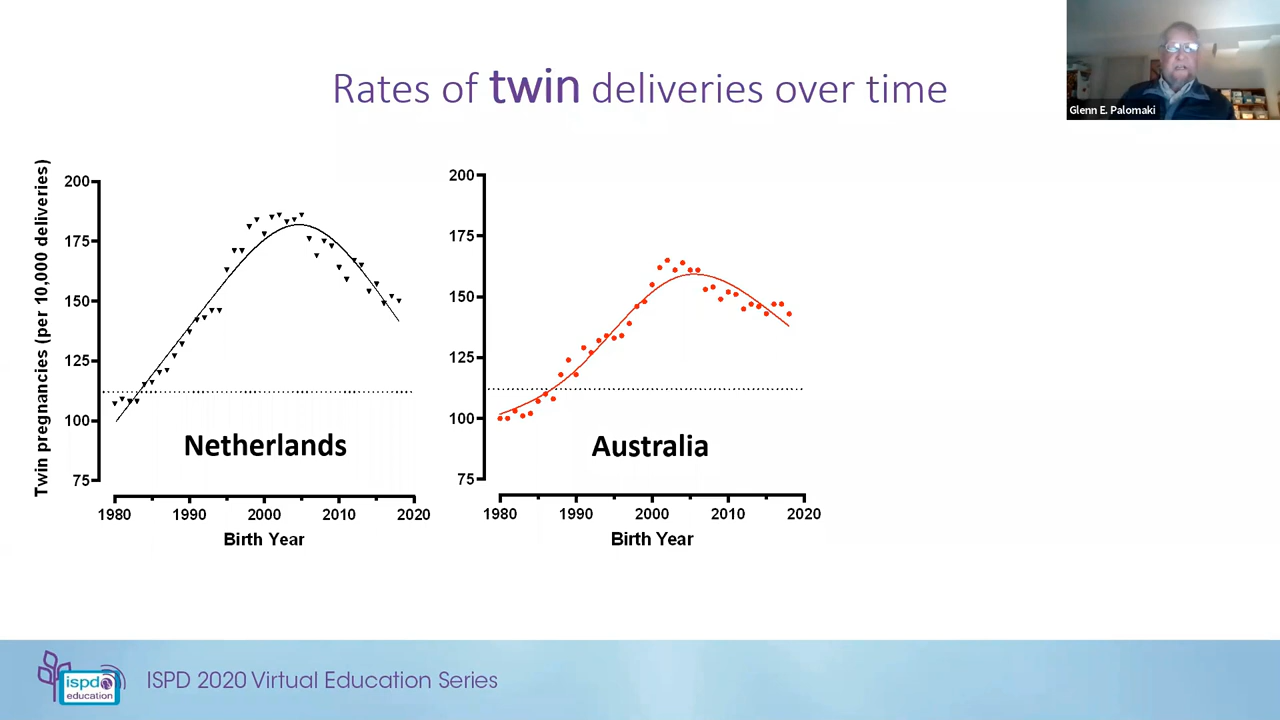 Rates of twin deliveries over time
Glenn E. Palomaki
Twin pregnancies (per 10,000 deliveries)
200
175
150
125
100
75
Netherlands
1980 1990 2000 2010 2020
Birth Year
200
175
150
125
100
75
Australia
1980 1990 2000 2010 2020
Birth Year
ispd
education
ISPD 2020 Virtual Education Series